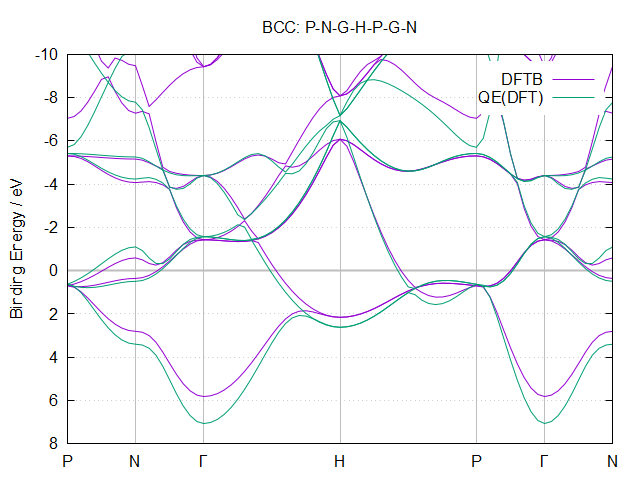 BCC: P-N-G-H-P-G-N
DFTB
QE(DFT)
Binding Energy / eV
-10
-8
-6
-4
-2
0
2
4
6
8
P N Γ H P Γ N